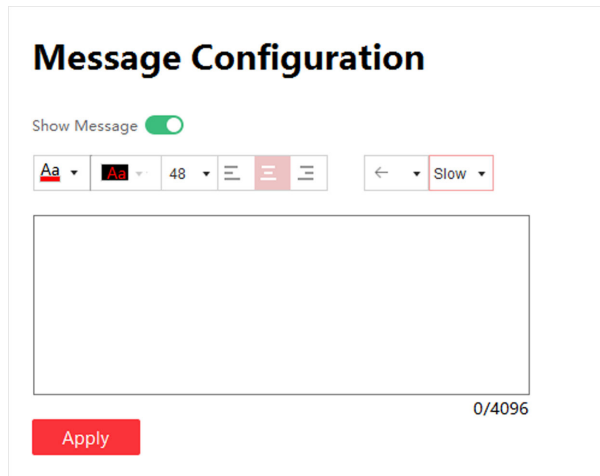 Message Configuration
Show Message
Aa Aa 48 Slow
0/4096
Apply